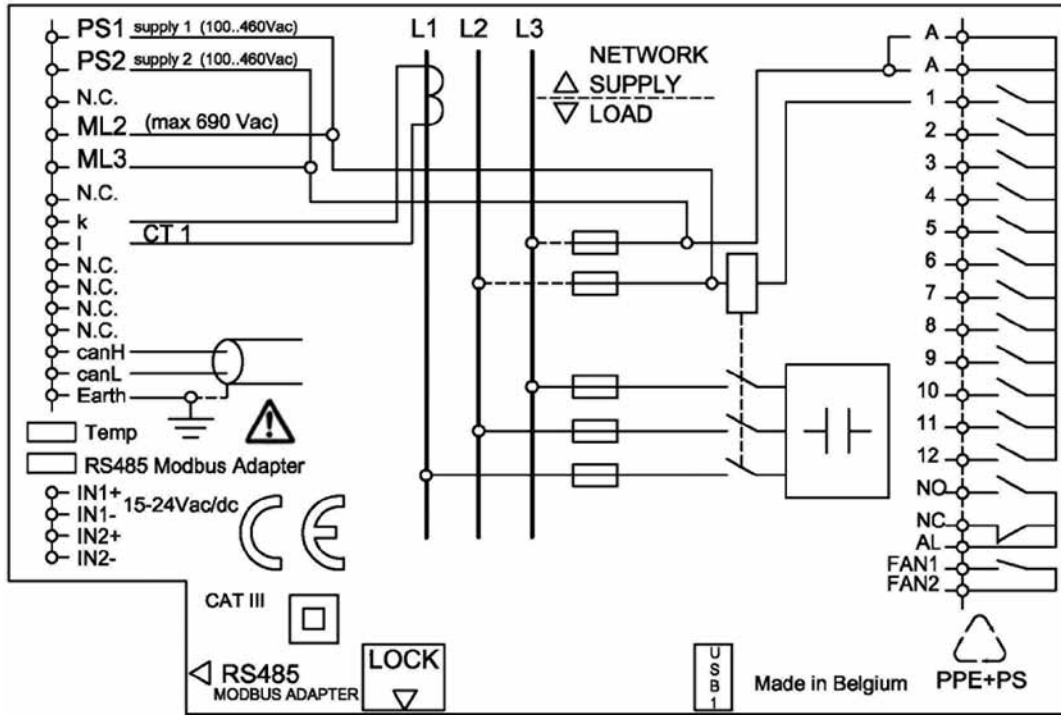 PS1 supply 1 (100..460Vac)
PS2 supply 2 (100..460Vac)
N.C.
ML2 (max 690 Vac)
ML3
N.C.
k
l CT 1
N.C.
N.C.
N.C.
N.C.
canH
canL
Earth
Temp
RS485 Modbus Adapter
IN1+ 15-24Vac/dc
IN1-
IN2+
IN2-
CE
CAT III
RS485
MODBUS ADAPTER
LOCK
L1 L2 L3
NETWORK
SUPPLY
LOAD
A
A
1
2
3
4
5
6
7
8
9
10
11
12
NO
NC
AL
FAN1
FAN2
USB1
Made in Belgium
PPE+PS